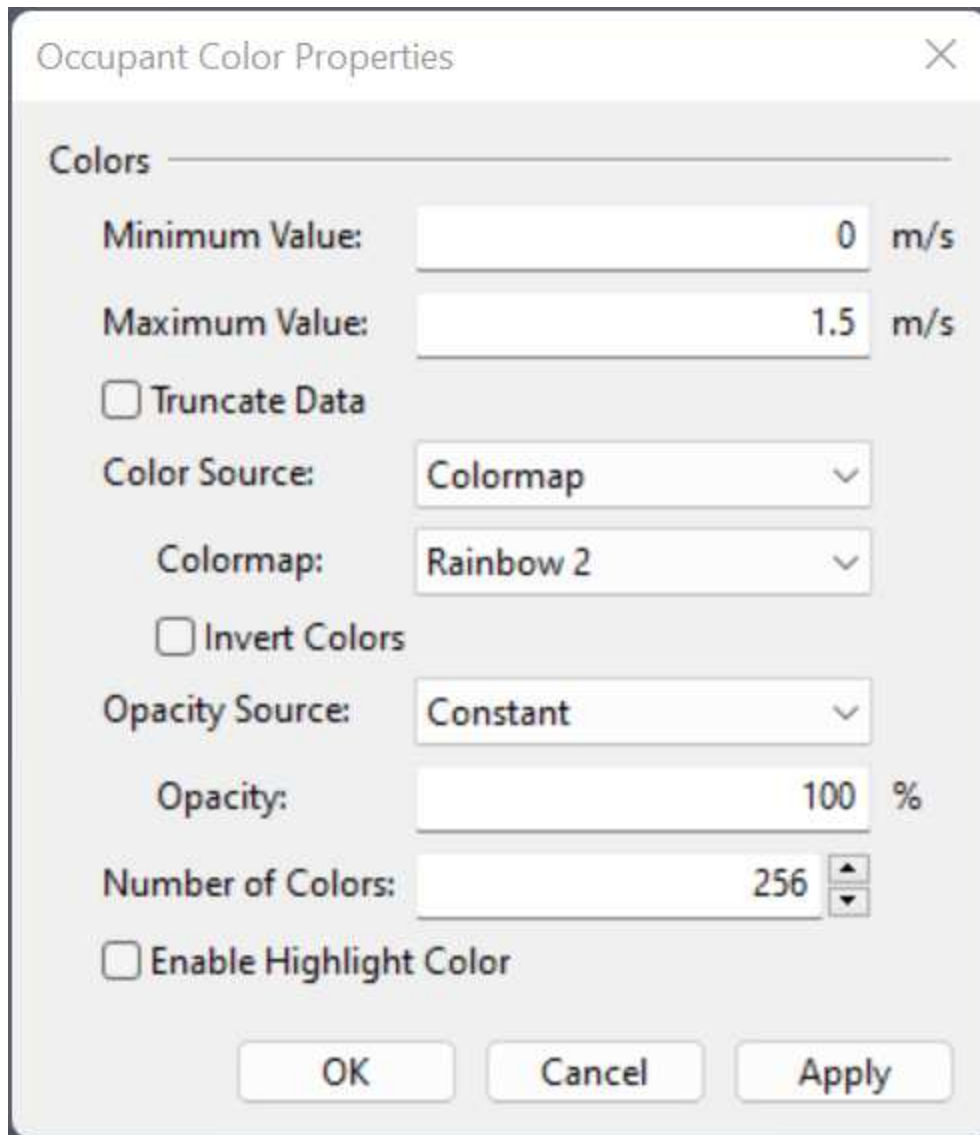 Occupant Color Properties
Colors
Minimum Value: 0 m/s
Maximum Value: 1.5 m/s
Truncate Data
Color Source: Colormap
Colormap: Rainbow 2
Invert Colors
Opacity Source: Constant
Opacity: 100 %
Number of Colors: 256
Enable Highlight Color
OK Cancel Apply